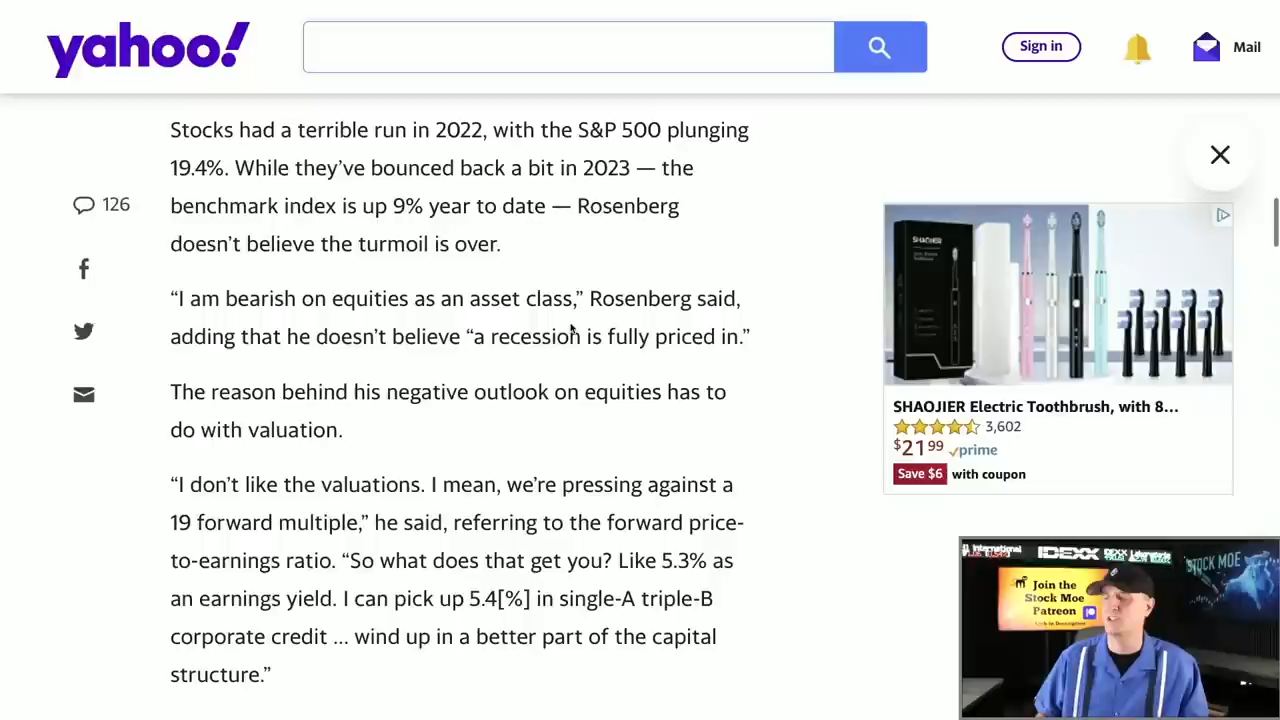 yahoo!
Sign in
Mail
Stocks had a terrible run in 2022, with the S&P 500 plunging
19.4%. While they’ve bounced back a bit in 2023 — the
benchmark index is up 9% year to date — Rosenberg
doesn’t believe the turmoil is over.
126
“I am bearish on equities as an asset class,” Rosenberg said,
adding that he doesn’t believe “a recession is fully priced in.”
The reason behind his negative outlook on equities has to
do with valuation.
“I don’t like the valuations. I mean, we’re pressing against a
19 forward multiple,” he said, referring to the forward price-
to-earnings ratio. “So what does that get you? Like 5.3% as
an earnings yield. I can pick up 5.4[%] in single-A triple-B
corporate credit ... wind up in a better part of the capital
structure.”
SHAOJIER
SHAOJIER Electric Toothbrush, with 8...
3,602
$21 99 prime
Save $6 with coupon
International
IDEXX
STOCK MOE
Join the
Stock Moe
Patreon
Link in Description